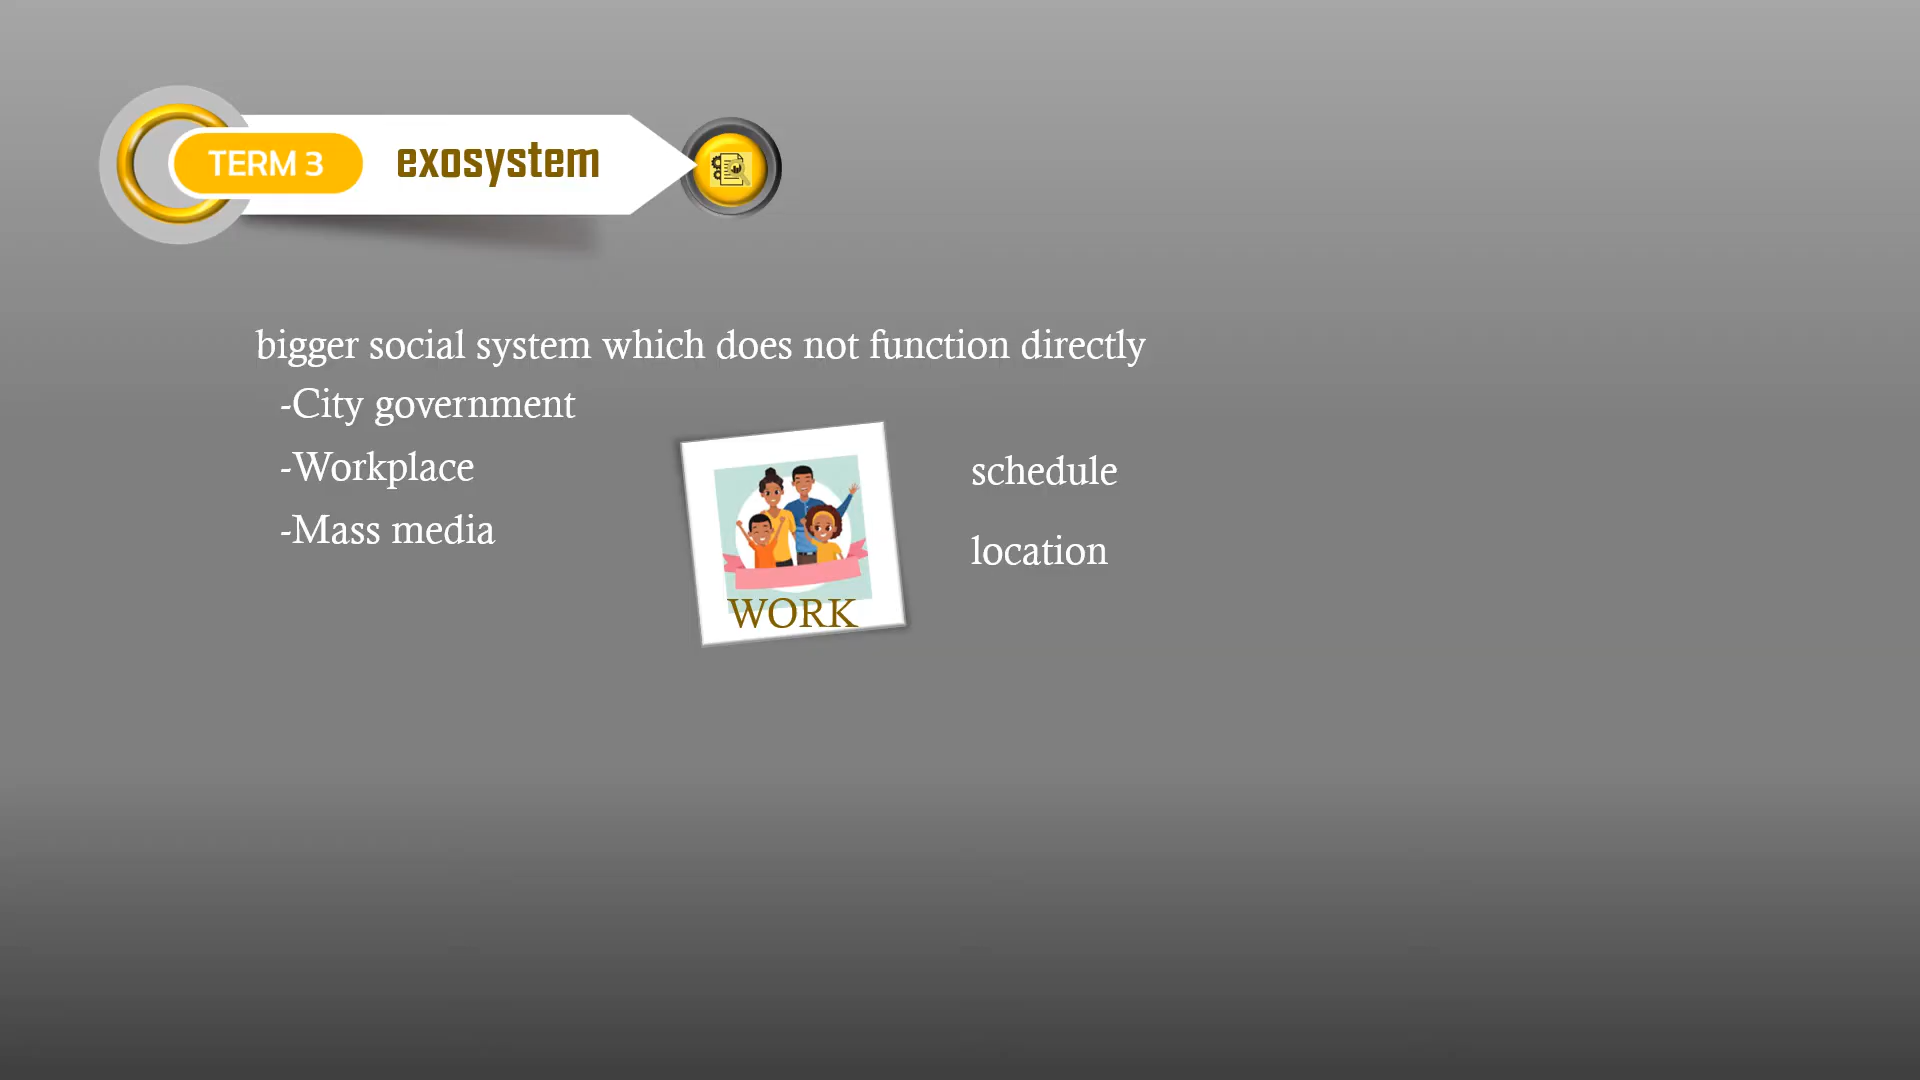 TERM 3 exosystem
bigger social system which does not function directly
-City government
-Workplace
-Mass media
WORK
schedule
location